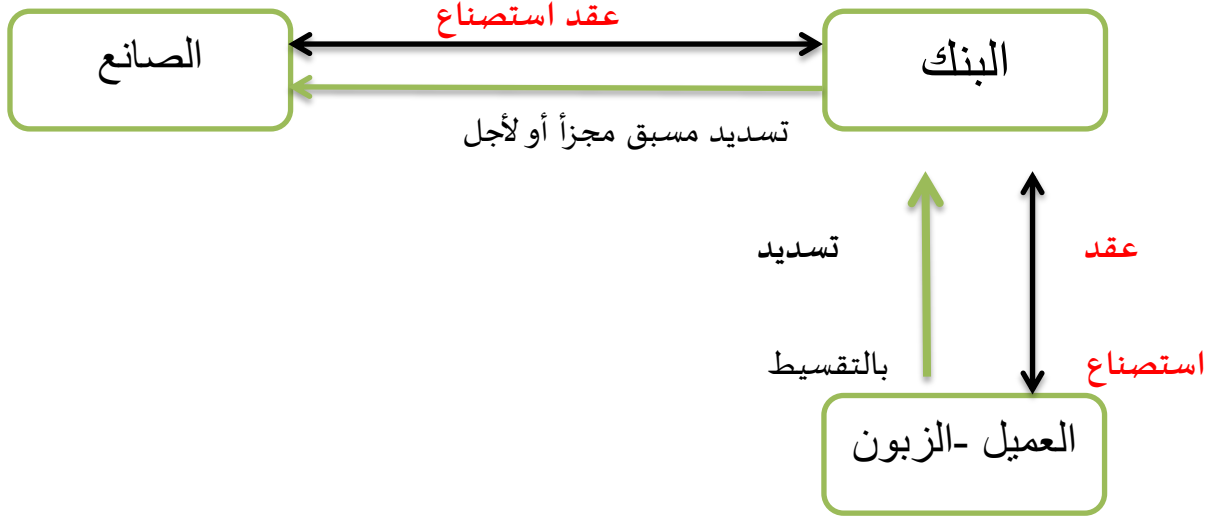 عقد استصناع
البنك
الصانع
تسديد مسبق مجزأ أو لأجل
عقد
تسديد
استصناع
بالتقسيط
العميل -الزبون